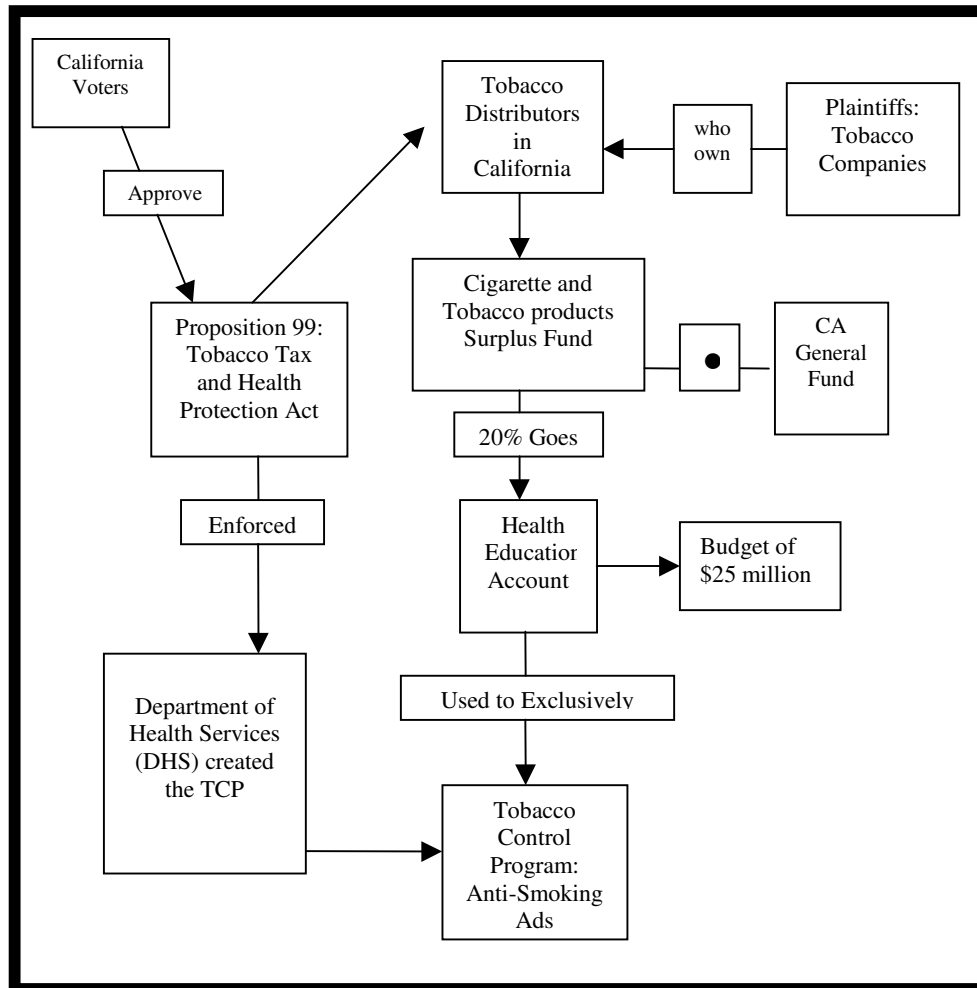 California
Voters
Approve
Proposition 99:
Tobacco Tax
and Health
Protection Act
Enforced
Department of
Health Services
(DHS) created
the TCP
Tobacco
Distributors
in
California
who
own
Plaintiffs:
Tobacco
Companies
Cigarette and
Tobacco products
Surplus Fund
CA
General
Fund
20% Goes
Health
Education
Account
Budget of
$25 million
Used to Exclusively
Tobacco
Control
Program:
Anti-Smoking
Ads